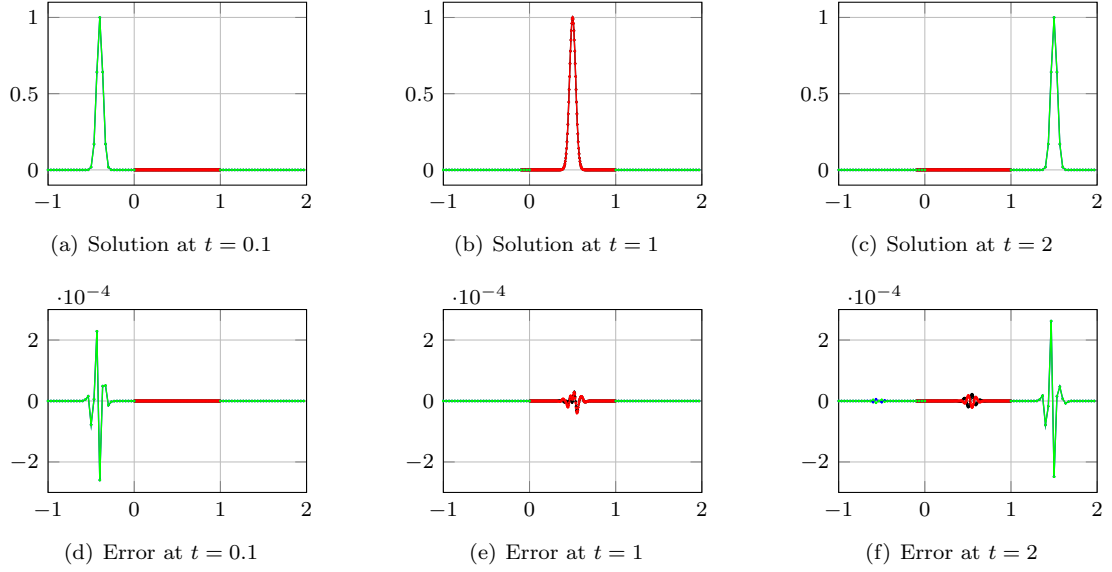 1
0.5
0
−1 0 1 2
(a) Solution at t = 0.1
1
0.5
0
−1 0 1 2
(b) Solution at t = 1
1
0.5
0
−1 0 1 2
(c) Solution at t = 2
·10−4
2
0
−2
−1 0 1 2
(d) Error at t = 0.1
·10−4
2
0
−2
−1 0 1 2
(e) Error at t = 1
·10−4
2
0
−2
−1 0 1 2
(f) Error at t = 2